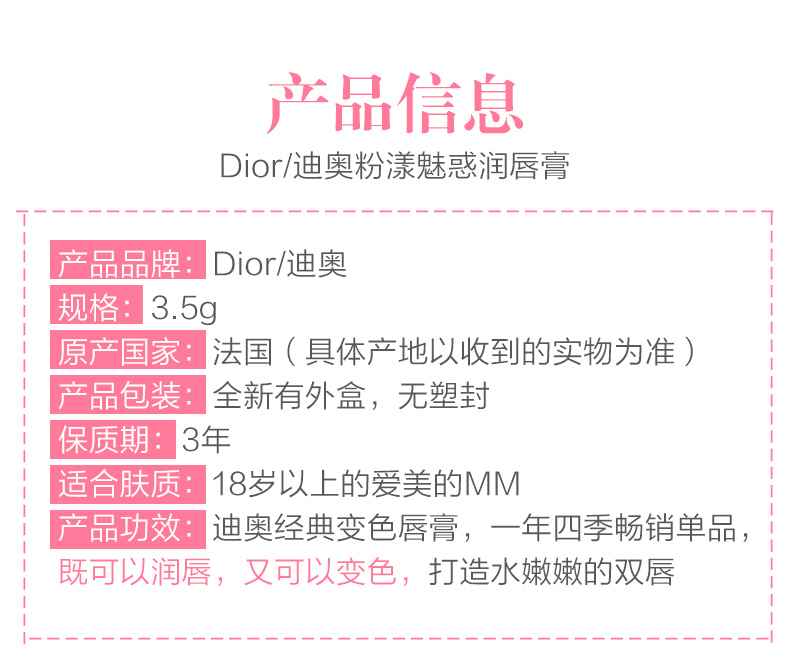 产品信息
Dior/迪奥粉漾魅惑润唇膏
产品品牌：Dior/迪奥
规格：3.5g
原产国家：法国（具体产地以收到的实物为准）
产品包装：全新有外盒，无塑封
保质期：3年
适合肤质：18岁以上的爱美的MM
产品功效：迪奥经典变色唇膏，一年四季畅销单品，
既可以润唇，又可以变色，打造水嫩嫩的双唇